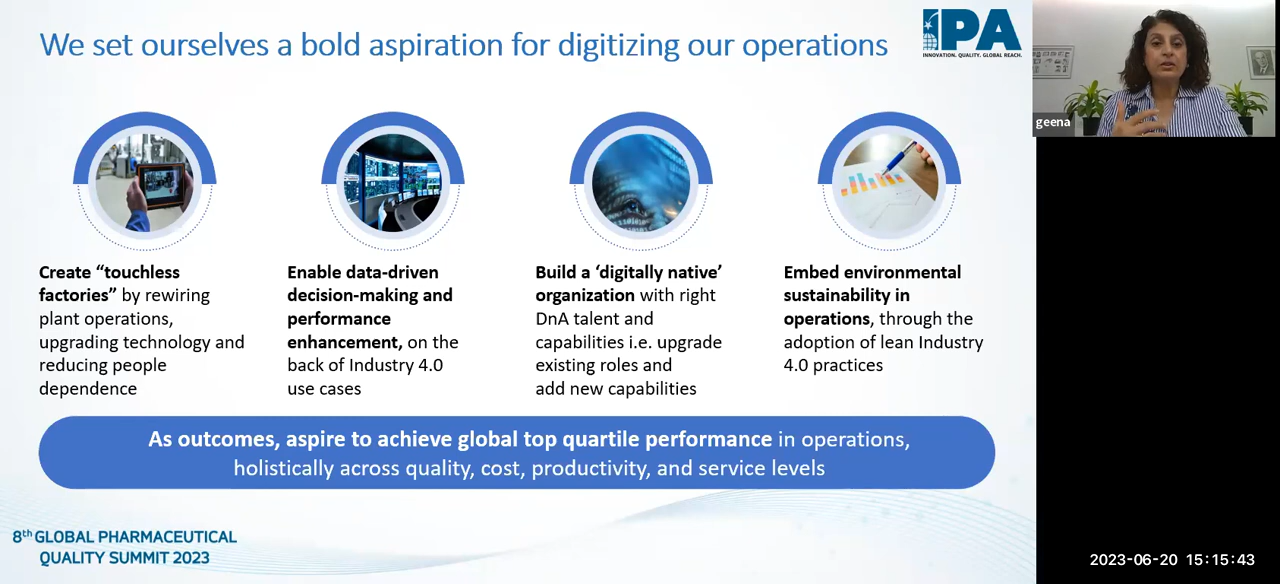 We set ourselves a bold aspiration for digitizing our operations
iPA
INNOVATION. QUALITY. GLOBAL REACH.
geena
Create “touchless
factories” by rewiring
plant operations,
upgrading technology and
reducing people
dependence
Enable data-driven
decision-making and
performance
enhancement, on the
back of Industry 4.0
use cases
Build a ‘digitally native’
organization with right
DnA talent and
capabilities i.e. upgrade
existing roles and
add new capabilities
Embed environmental
sustainability in
operations, through the
adoption of lean Industry
4.0 practices
As outcomes, aspire to achieve global top quartile performance in operations,
holistically across quality, cost, productivity, and service levels
8th GLOBAL PHARMACEUTICAL
QUALITY SUMMIT 2023
2023-06-20 15:15:43